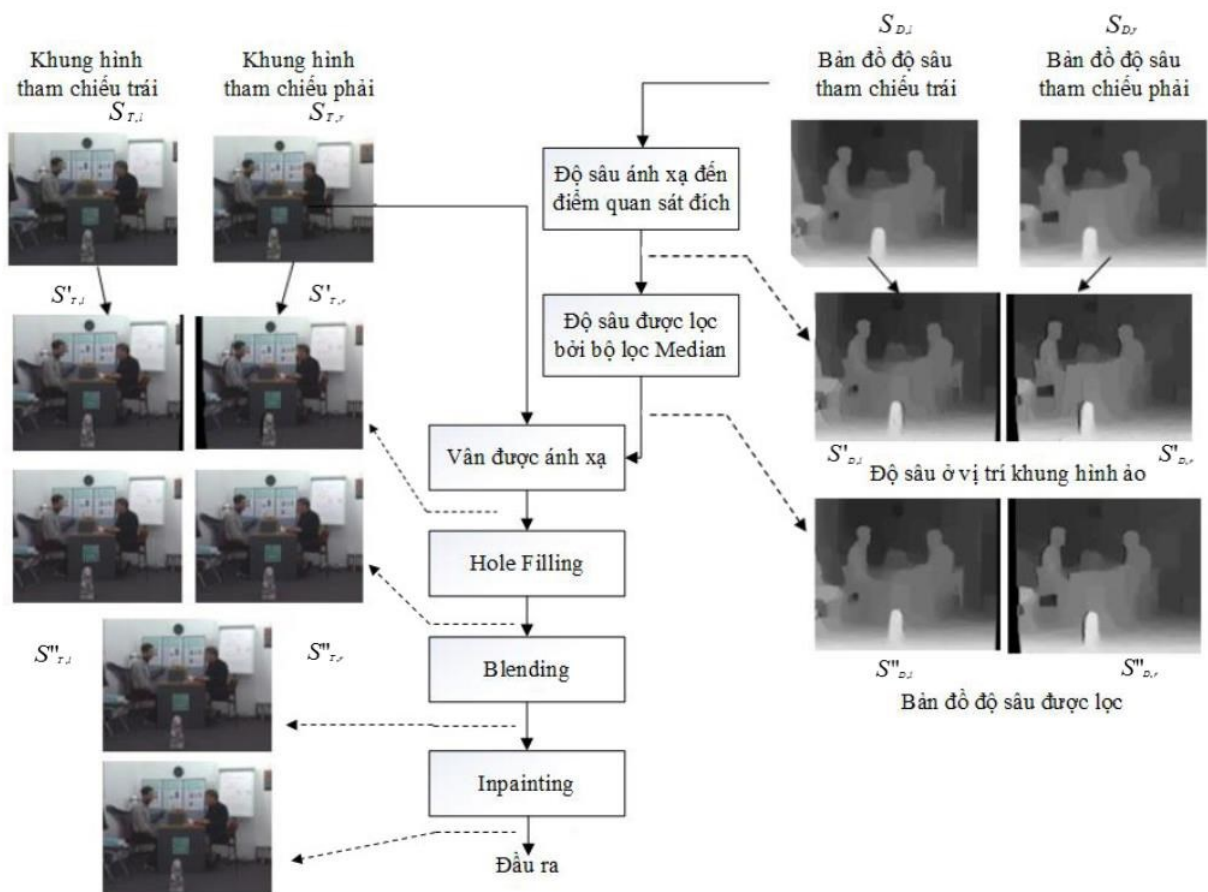 Khung hình
tham chiếu trái
S_{T,l}
Khung hình
tham chiếu phải
S_{T,r}
S_{D,l}
Bản đồ độ sâu
tham chiếu trái
S_{D,r}
Bản đồ độ sâu
tham chiếu phải
Độ sâu ánh xạ đến
điểm quan sát đích
S'_{T,l}
S'_{T,r}
Độ sâu được lọc
bởi bộ lọc Median
Vân được ánh xạ
S'_{D,l}
S'_{D,r}
Độ sâu ở vị trí khung hình ảo
Hole Filling
S''_{T,l}
S''_{T,r}
Blending
S''_{D,l}
S''_{D,r}
Bản đồ độ sâu được lọc
Inpainting
Đầu ra